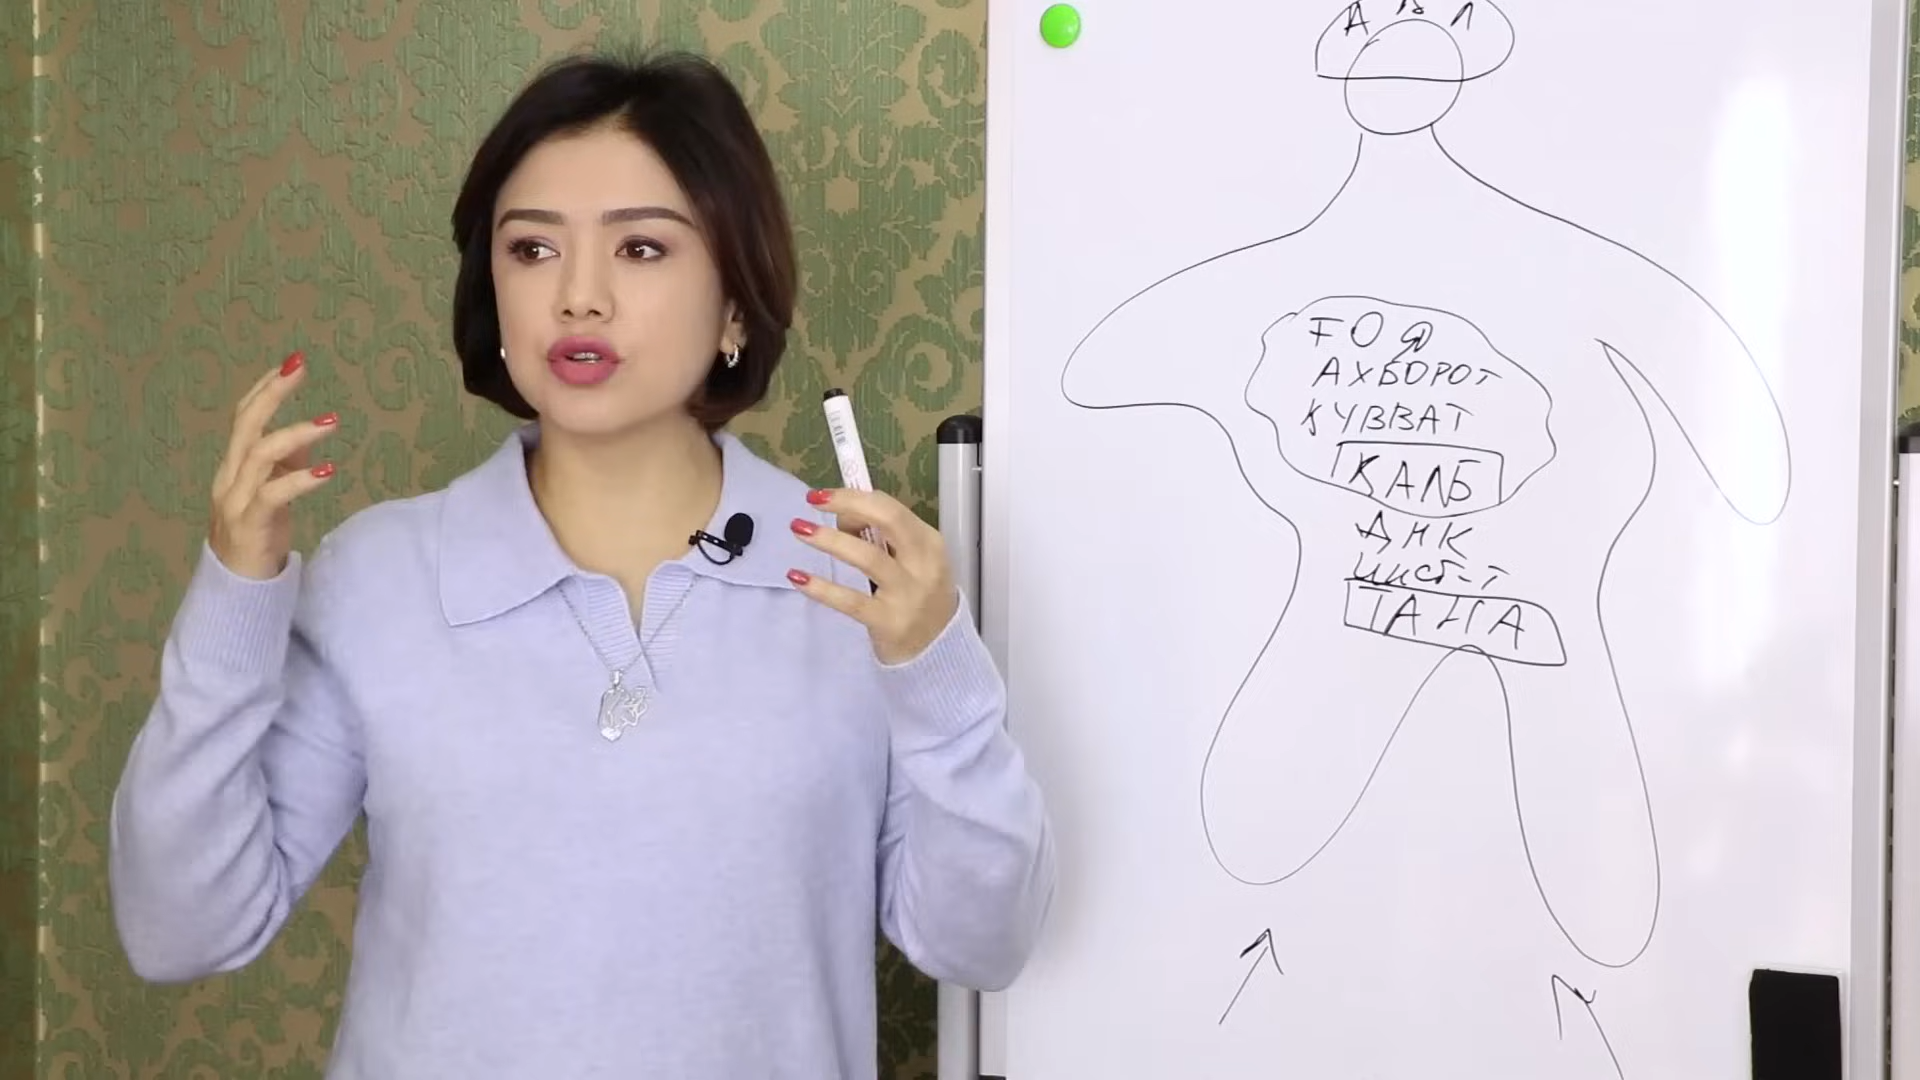 А В Л
ҒОЯ
АХБОРОТ
ҚУВВАТ
ҚАЛБ
ДНК
ТАНА